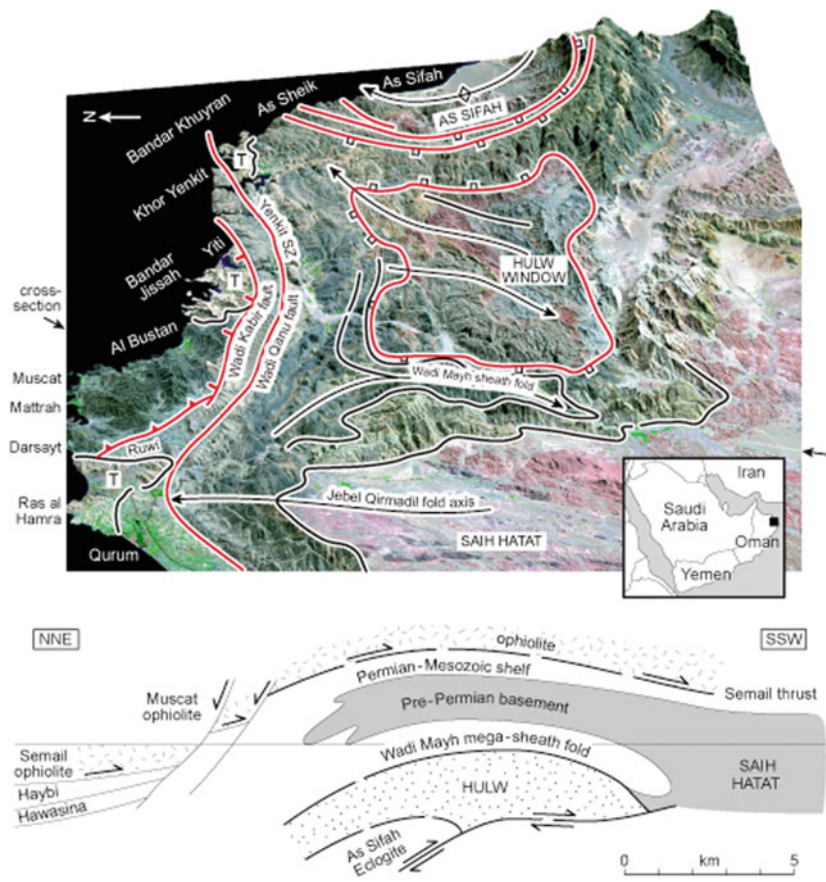 N
As Sifah
AS SIFAH
As Sheik
Bandar Khuyran
T
Khor Yenkit
Yenkit SZ
Yiti
Bandar
Jissah
T
HULW
WINDOW
cross-
section
Al Bustan
Wadi Kabir fault
Wadi Qanu fault
Muscat
Wadi Mayh sheath fold
Mattrah
Darsayt
Ruwi
T
Ras al
Hamra
Jebel Qirmadil fold axis
SAIH HATAT
Qurum
Iran
Saudi
Arabia
Oman
Yemen
NNE
SSW
ophiolite
Permian-Mesozoic shelf
Semail thrust
Muscat
ophiolite
Pre-Permian basement
Semail
ophiolite
Wadi Mayh mega-sheath fold
SAIH
HATAT
Haybi
Hawasina
HULW
As Sifah
Eclogite
0 km 5